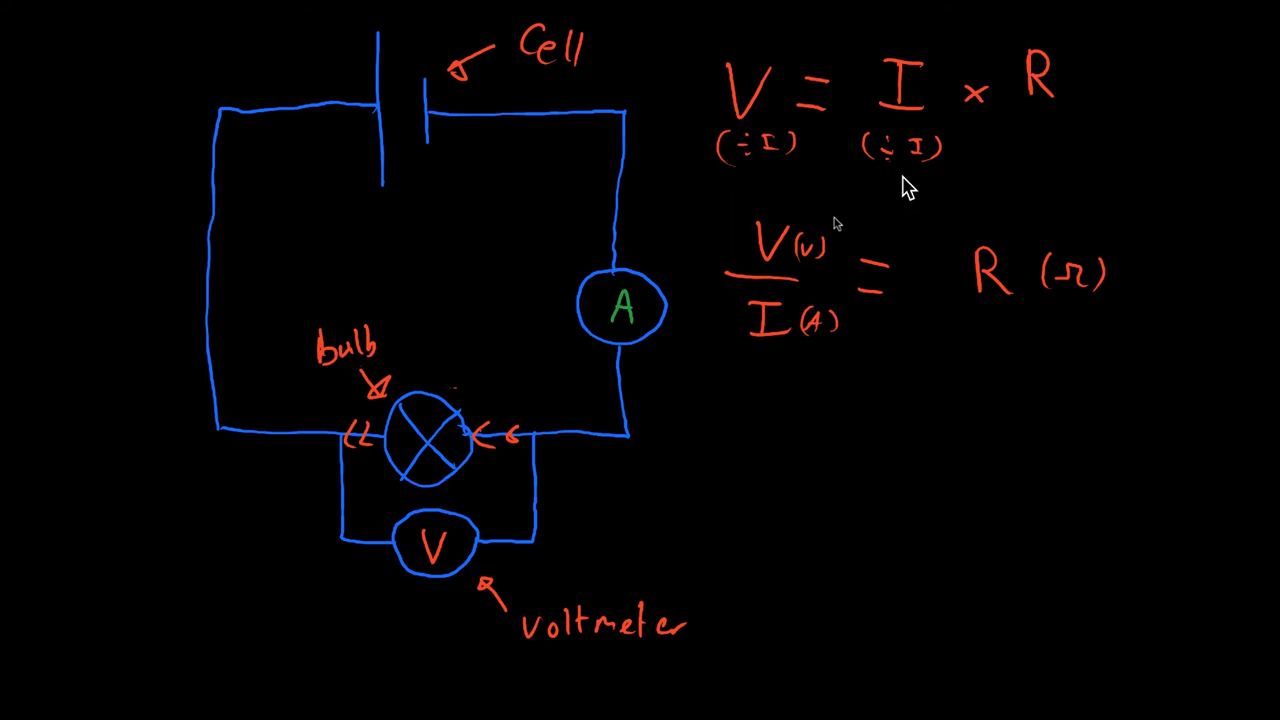 Cell
V = I × R
(÷ I) (÷ I)
V (v)
I (A)
= R (Ω)
A
bulb
V
voltmeter